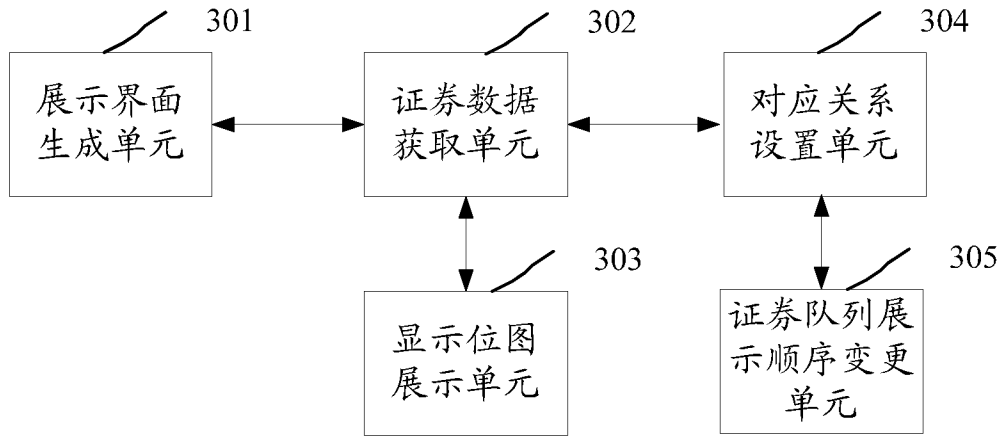 301
展示界面
生成单元
302
证券数据
获取单元
304
对应关系
设置单元
303
显示位图
展示单元
305
证券队列展
示顺序变更
单元